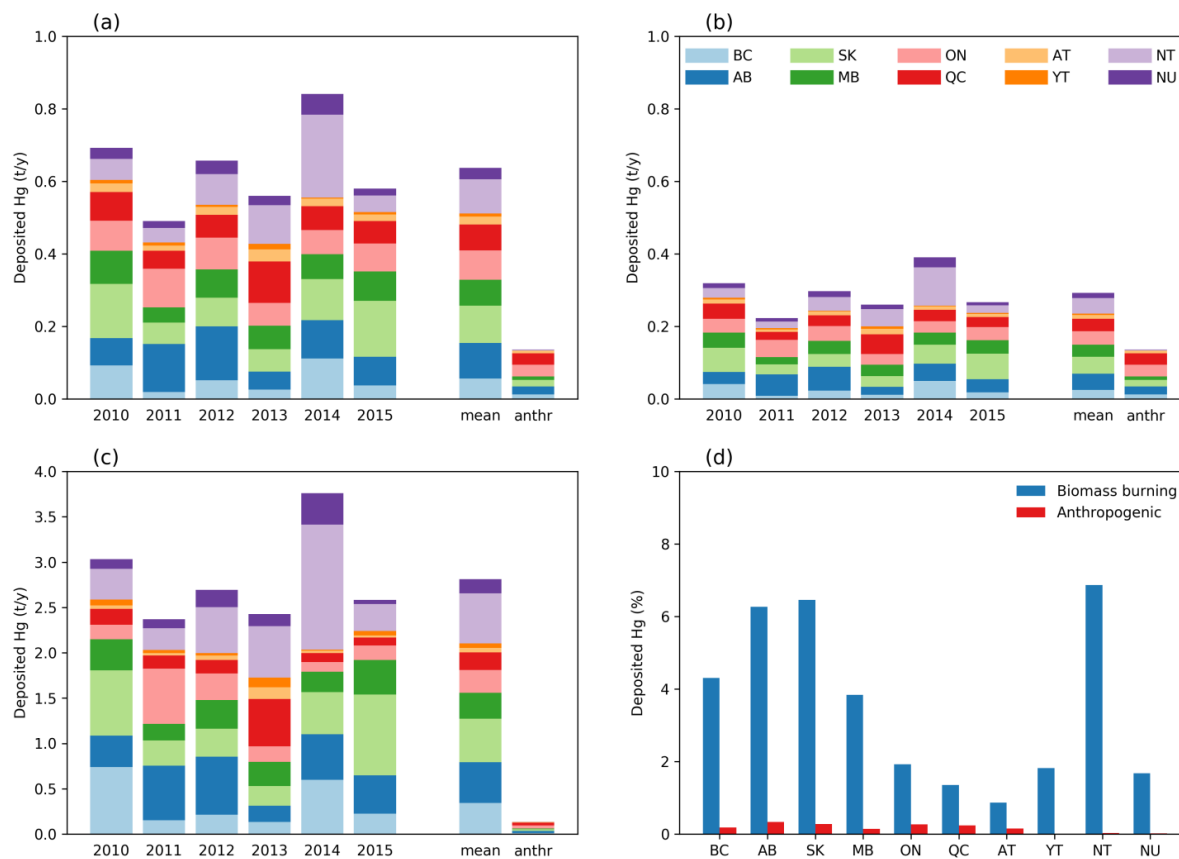 (a)
Deposited Hg (t/y)
1.0
0.8
0.6
0.4
0.2
0.0
2010 2011 2012 2013 2014 2015 mean anthr
(b)
Deposited Hg (t/y)
1.0
0.8
0.6
0.4
0.2
0.0
BC SK ON AT NT
AB MB QC YT NU
2010 2011 2012 2013 2014 2015 mean anthr
(c)
Deposited Hg (t/y)
4.0
3.5
3.0
2.5
2.0
1.5
1.0
0.5
0.0
2010 2011 2012 2013 2014 2015 mean anthr
(d)
Deposited Hg (%)
10
8
6
4
2
0
Biomass burning
Anthropogenic
BC AB SK MB ON QC AT YT NT NU